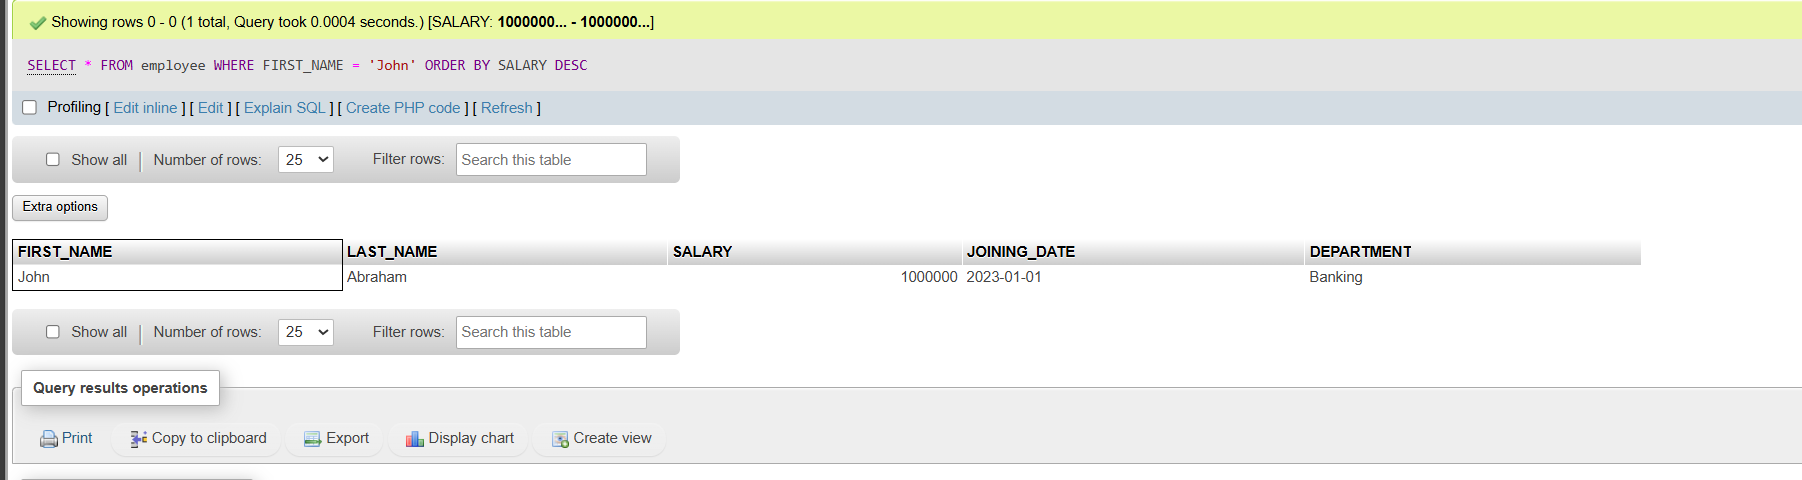 Showing rows 0 - 0 (1 total, Query took 0.0004 seconds.) [SALARY: 1000000... - 1000000...]
SELECT * FROM employee WHERE FIRST_NAME = 'John' ORDER BY SALARY DESC
Profiling [ Edit inline ] [ Edit ] [ Explain SQL ] [ Create PHP code ] [ Refresh ]
Show all | Number of rows: 25 Filter rows: Search this table
Extra options
FIRST_NAME LAST_NAME SALARY JOINING_DATE DEPARTMENT
John Abraham 1000000 2023-01-01 Banking
Show all | Number of rows: 25 Filter rows: Search this table
Query results operations
Print Copy to clipboard Export Display chart Create view